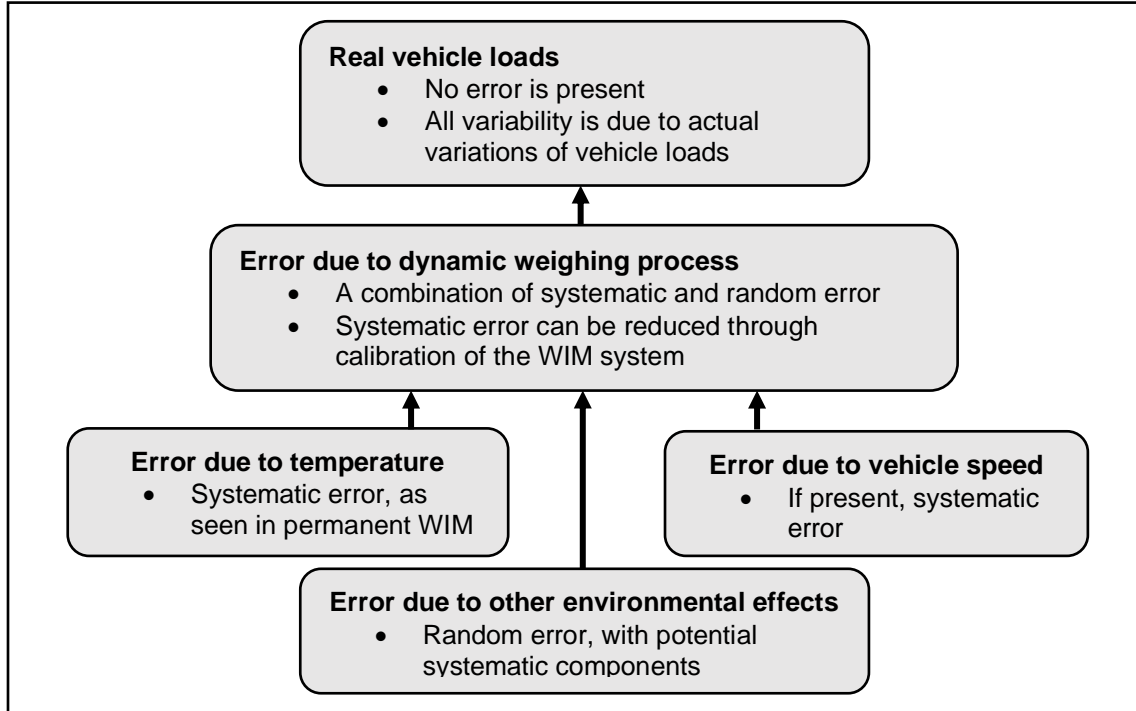 Real vehicle loads
• No error is present
• All variability is due to actual
variations of vehicle loads
Error due to dynamic weighing process
• A combination of systematic and random error
• Systematic error can be reduced through
calibration of the WIM system
Error due to temperature
• Systematic error, as
seen in permanent WIM
Error due to vehicle speed
• If present, systematic
error
Error due to other environmental effects
• Random error, with potential
systematic components